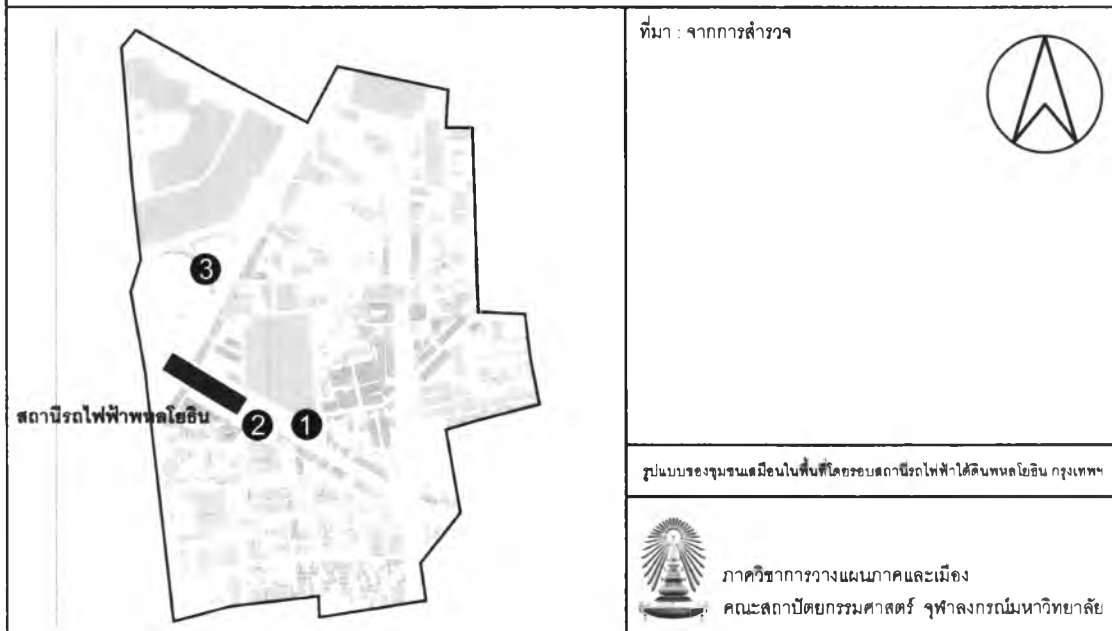 ที่มา : จากการสำรวจ
3
สถานีรถไฟฟ้าพหลโยธิน
2 1
รูปแบบของชุมชนเสมือนในพื้นที่โดยรอบสถานีรถไฟฟ้าใต้ดินพหลโยธิน กรุงเทพฯ
ภาควิชาการวางแผนภาคและเมือง
คณะสถาปัตยกรรมศาสตร์ จุฬาลงกรณ์มหาวิทยาลัย